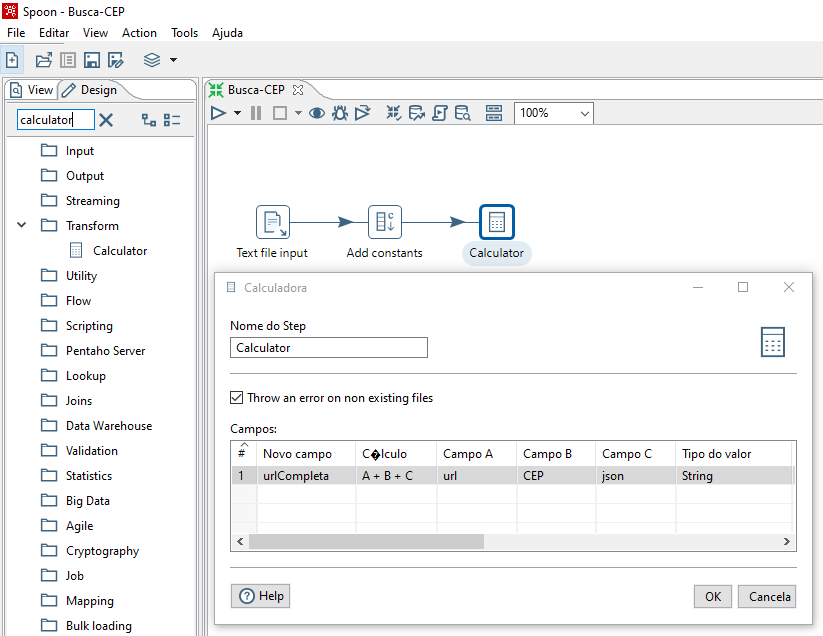 Spoon - Busca-CEP
File Editar View Action Tools Ajuda
View Design
Busca-CEP
calculator
100%
Input
Output
Streaming
Transform
Calculator
Utility
Flow
Scripting
Pentaho Server
Lookup
Joins
Data Warehouse
Validation
Statistics
Big Data
Agile
Cryptography
Job
Mapping
Bulk loading
Text file input Add constants Calculator
Calculadora
Nome do Step
Calculator
Throw an error on non existing files
Campos:
# Novo campo C�lculo Campo A Campo B Campo C Tipo do valor
1 urlCompleta A + B + C url CEP json String
Help OK Cancela